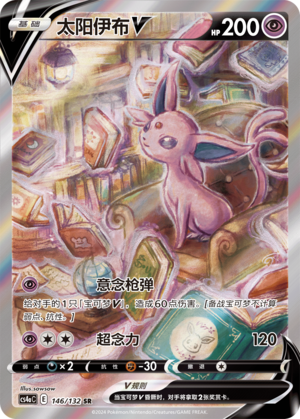 基础 太阳伊布V HP 200
意念枪弹
给对手的1只「宝可梦V」,造成60点伤害。[备战宝可梦不计算弱点、抗性。]
超念力 120
弱点 ×2 抗性 -30 撤退
Illus. sowsow
V规则
cs4aC E 146/132 SR 当宝可梦V昏厥时,对手将拿取2张奖赏卡。